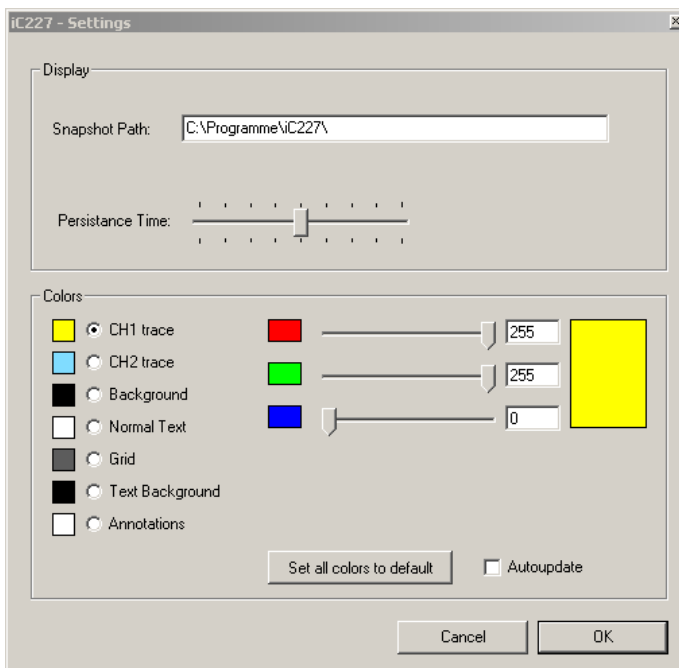 iC227 - Settings
Display
Snapshot Path: C:\Programme\iC227\
Persistance Time:
Colors
CH1 trace 255
CH2 trace 255
Background 0
Normal Text
Grid
Text Background
Annotations
Set all colors to default Autoupdate
Cancel OK